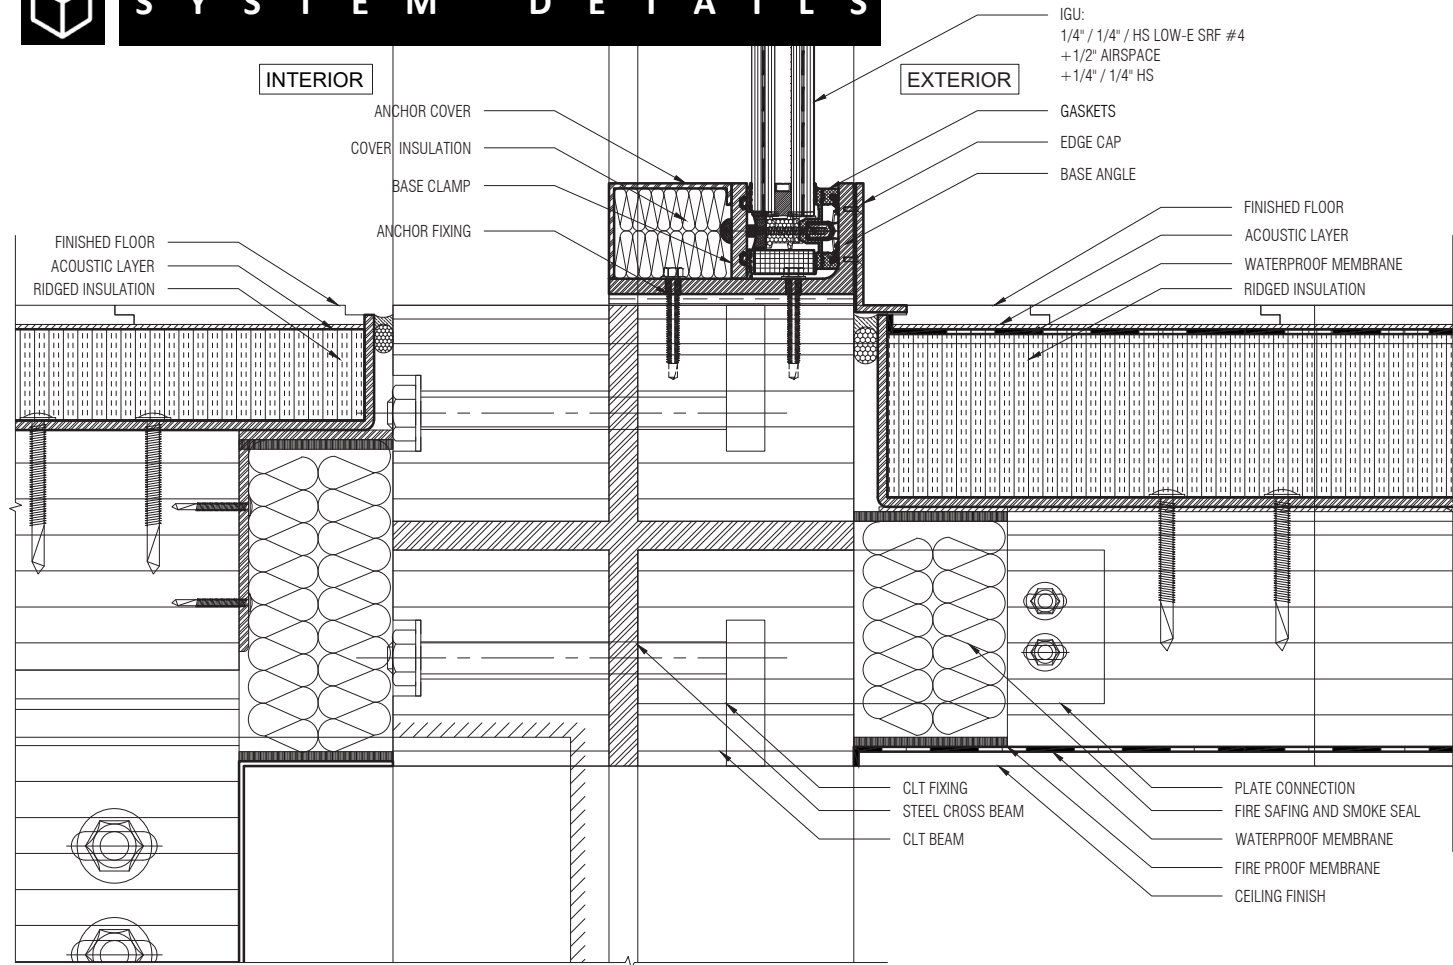 SYSTEM DETAILS
INTERIOR
EXTERIOR
IGU:
1/4" / 1/4" / HS LOW-E SRF #4
+1/2" AIRSPACE
+1/4" / 1/4" HS
GASKETS
EDGE CAP
BASE ANGLE
ANCHOR COVER
COVER INSULATION
BASE CLAMP
ANCHOR FIXING
FINISHED FLOOR
ACOUSTIC LAYER
RIDGED INSULATION
FINISHED FLOOR
ACOUSTIC LAYER
WATERPROOF MEMBRANE
RIDGED INSULATION
CLT FIXING
STEEL CROSS BEAM
CLT BEAM
PLATE CONNECTION
FIRE SAFING AND SMOKE SEAL
WATERPROOF MEMBRANE
FIRE PROOF MEMBRANE
CEILING FINISH